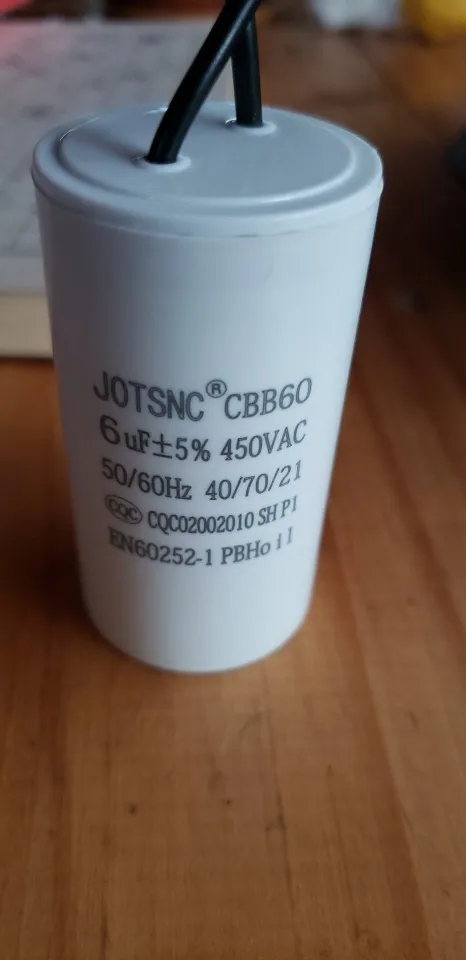 JOTSNC® CBB60
6uF±5% 450VAC
50/60Hz 40/70/21
CQC CQC02002010 SH P1
EN60252-1 PBHo i I